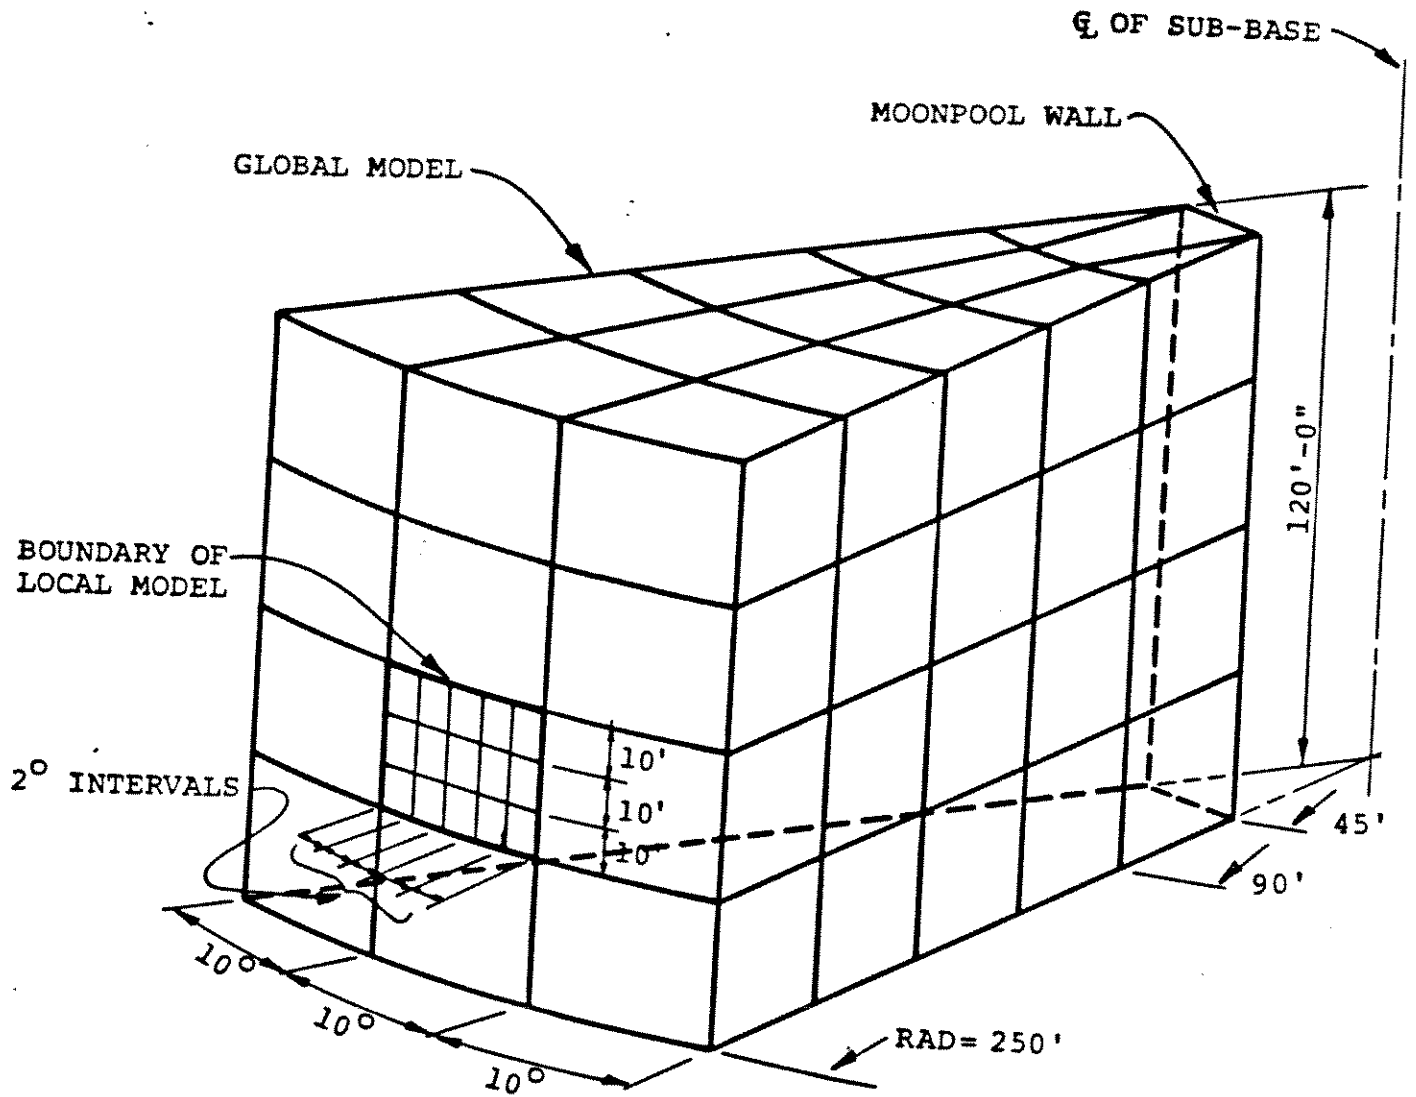 ℄ OF SUB-BASE
MOONPOOL WALL
GLOBAL MODEL
120'-0"
BOUNDARY OF
LOCAL MODEL
10'
2° INTERVALS
10'
10'
45'
90'
10°
10°
10°
RAD= 250'